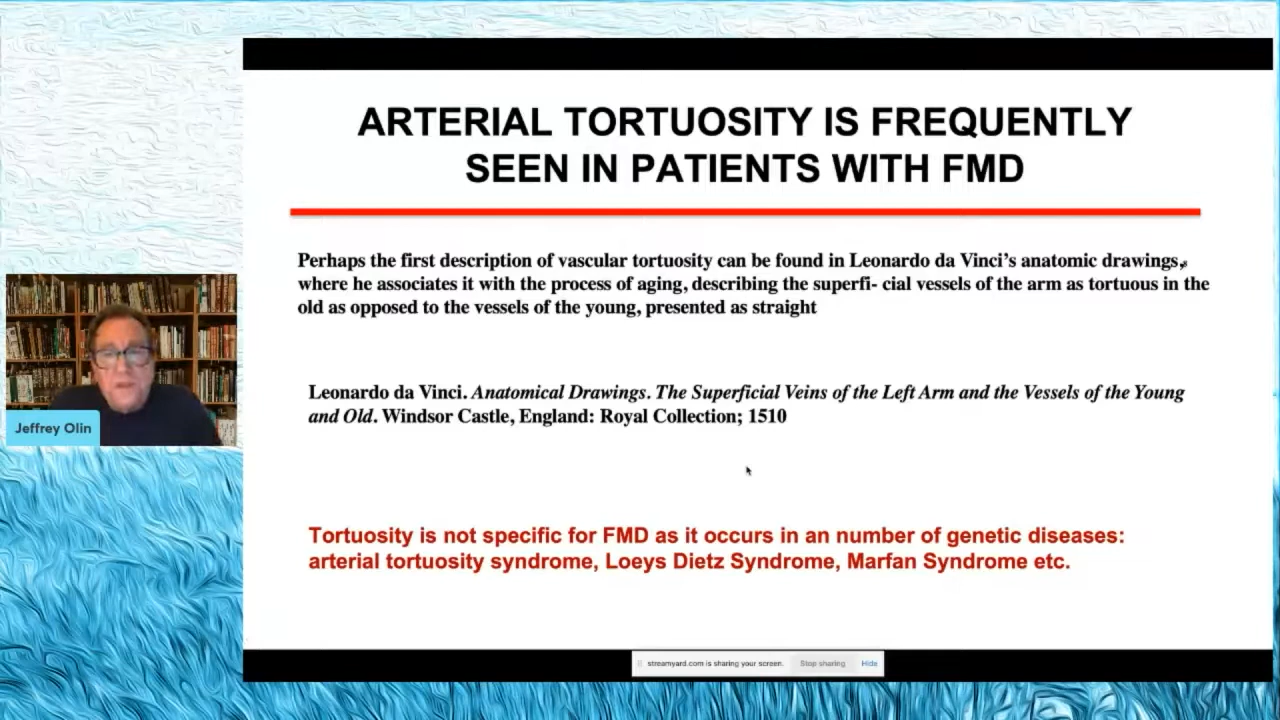 ARTERIAL TORTUOSITY IS FREQUENTLY
SEEN IN PATIENTS WITH FMD
Perhaps the first description of vascular tortuosity can be found in Leonardo da Vinci’s anatomic drawings,
where he associates it with the process of aging, describing the superfi- cial vessels of the arm as tortuous in the
old as opposed to the vessels of the young, presented as straight
Leonardo da Vinci. Anatomical Drawings. The Superficial Veins of the Left Arm and the Vessels of the Young
and Old. Windsor Castle, England: Royal Collection; 1510
Jeffrey Olin
Tortuosity is not specific for FMD as it occurs in an number of genetic diseases:
arterial tortuosity syndrome, Loeys Dietz Syndrome, Marfan Syndrome etc.
streamyard.com is sharing your screen. Stop sharing Hide